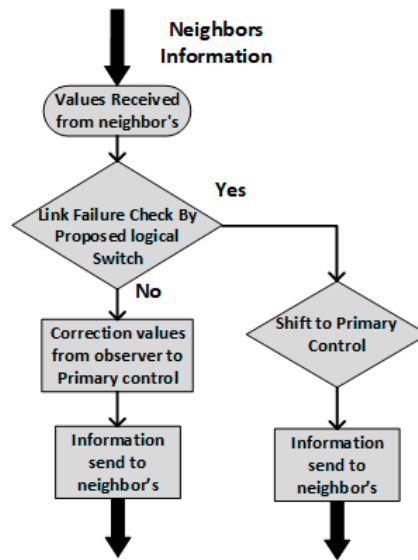 Neighbors
Information
Values Received
from neighbor's
Yes
Link Failure Check By
Proposed logical
Switch
No
Shift to Primary
Control
Correction values
from observer to
Primary control
Information
send to
neighbor's
Information
send to
neighbor's